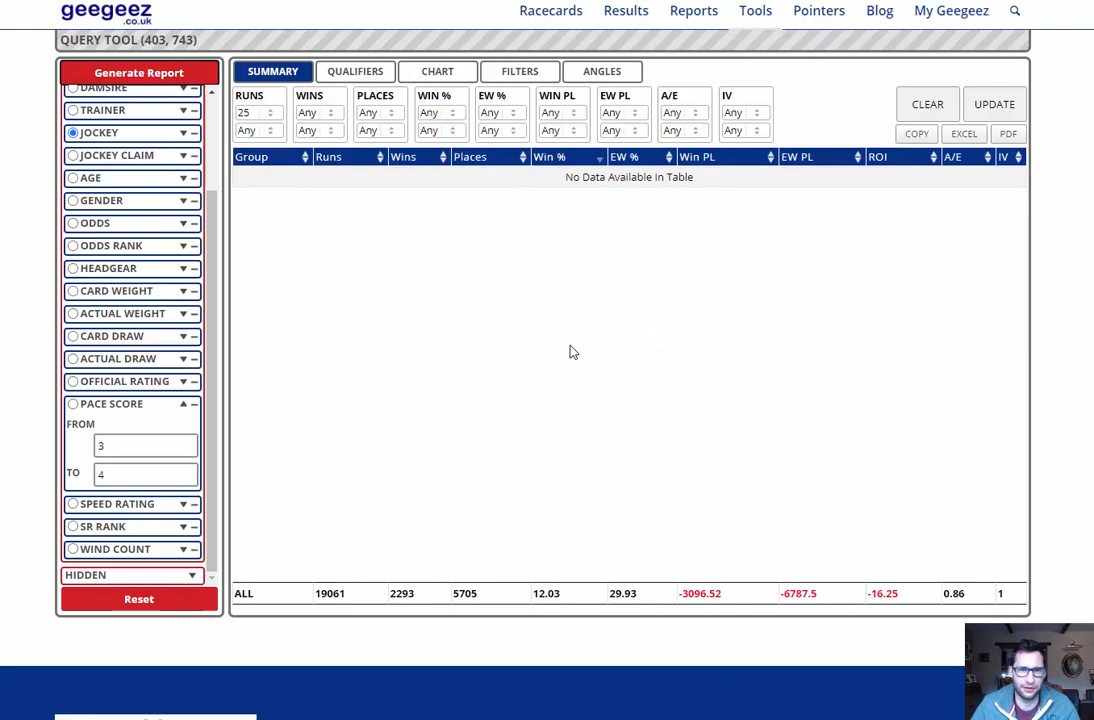 geegeez
.co.uk
Racecards Results Reports Tools Pointers Blog My Geegeez
QUERY TOOL (403, 743)
Generate Report
SUMMARY QUALIFIERS CHART FILTERS ANGLES
DAMSIRE
TRAINER
JOCKEY
JOCKEY CLAIM
AGE
GENDER
ODDS
ODDS RANK
HEADGEAR
CARD WEIGHT
ACTUAL WEIGHT
CARD DRAW
ACTUAL DRAW
OFFICIAL RATING
PACE SCORE
FROM
3
TO 4
SPEED RATING
SR RANK
WIND COUNT
HIDDEN
Reset
RUNS WINS PLACES WIN % EW % WIN PL EW PL A/E IV
25 Any Any Any Any Any Any Any Any
Any Any Any Any Any Any Any Any Any
CLEAR UPDATE
COPY EXCEL PDF
Group Runs Wins Places Win % EW % Win PL EW PL ROI A/E IV
No Data Available In Table
ALL 19061 2293 5705 12.03 29.93 -3096.52 -6787.5 -16.25 0.86 1